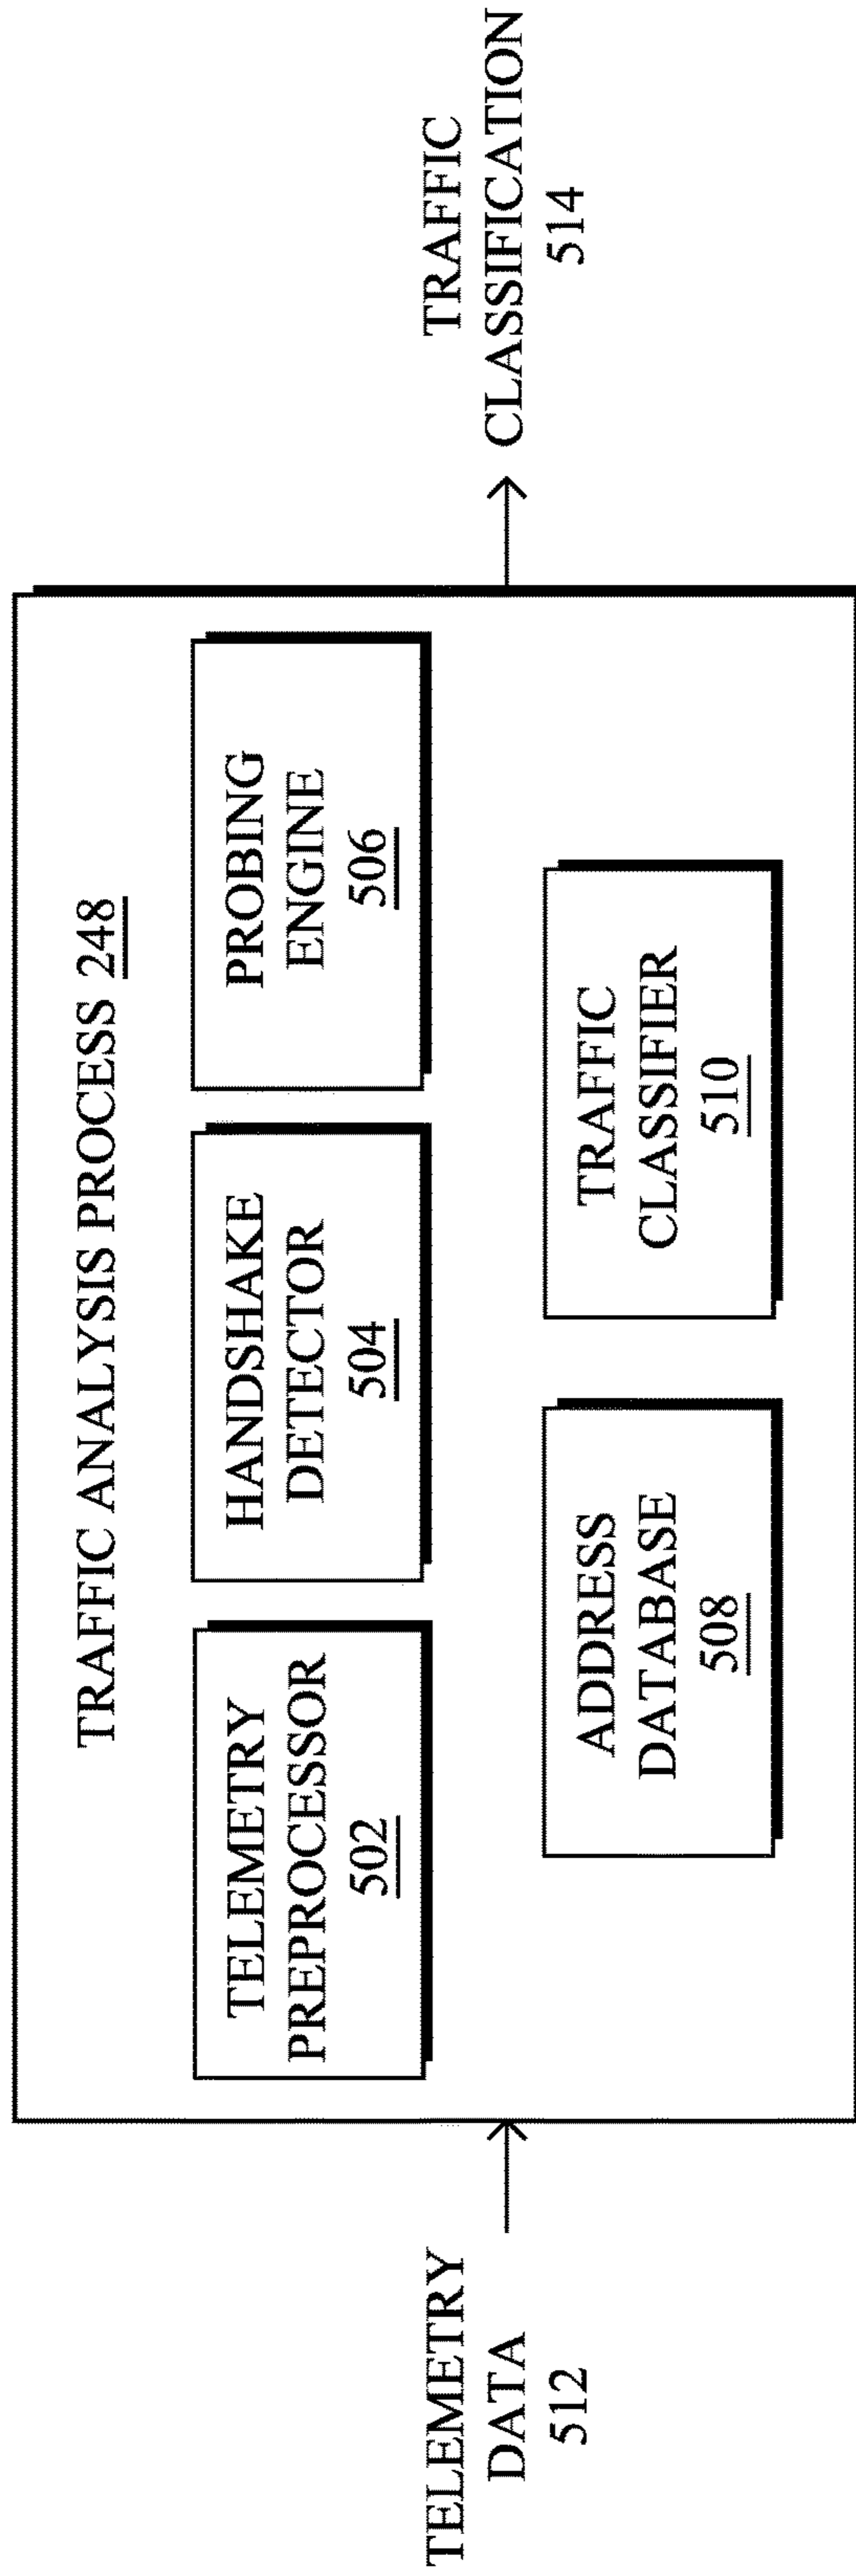 TELEMETRY
DATA
512
TRAFFIC ANALYSIS PROCESS 248
TELEMETRY
PREPROCESSOR
502
HANDSHAKE
DETECTOR
504
PROBING
ENGINE
506
ADDRESS
DATABASE
508
TRAFFIC
CLASSIFIER
510
TRAFFIC
CLASSIFICATION
514